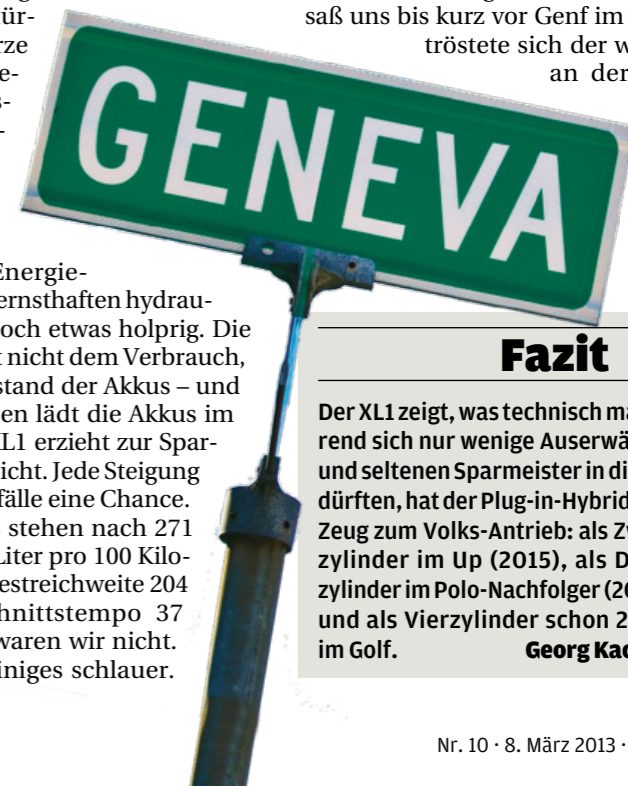 ür-
rze
e-
s-
-
Energie-
ernsthaften hydrau-
och etwas holprig. Die
t nicht dem Verbrauch,
stand der Akkus – und
en lädt die Akkus im
L1 erzieht zur Spar-
icht. Jede Steigung
fälle eine Chance.
stehen nach 271
Liter pro 100 Kilo-
estreichweite 204
hnittstempo 37
waren wir nicht.
iniges schlauer.
saß uns bis kurz vor Genf im
tröstete sich der w
an der
GENEVA
Fazit
Der XL1 zeigt, was technisch ma
rend sich nur wenige Auserwä
und seltenen Sparmeister in di
dürften, hat der Plug-in-Hybrid
Zeug zum Volks-Antrieb: als Zw
zylinder im Up (2015), als D
zylinder im Polo-Nachfolger (20
und als Vierzylinder schon 2
im Golf. Georg Kac
Nr. 10 · 8. März 2013 ·